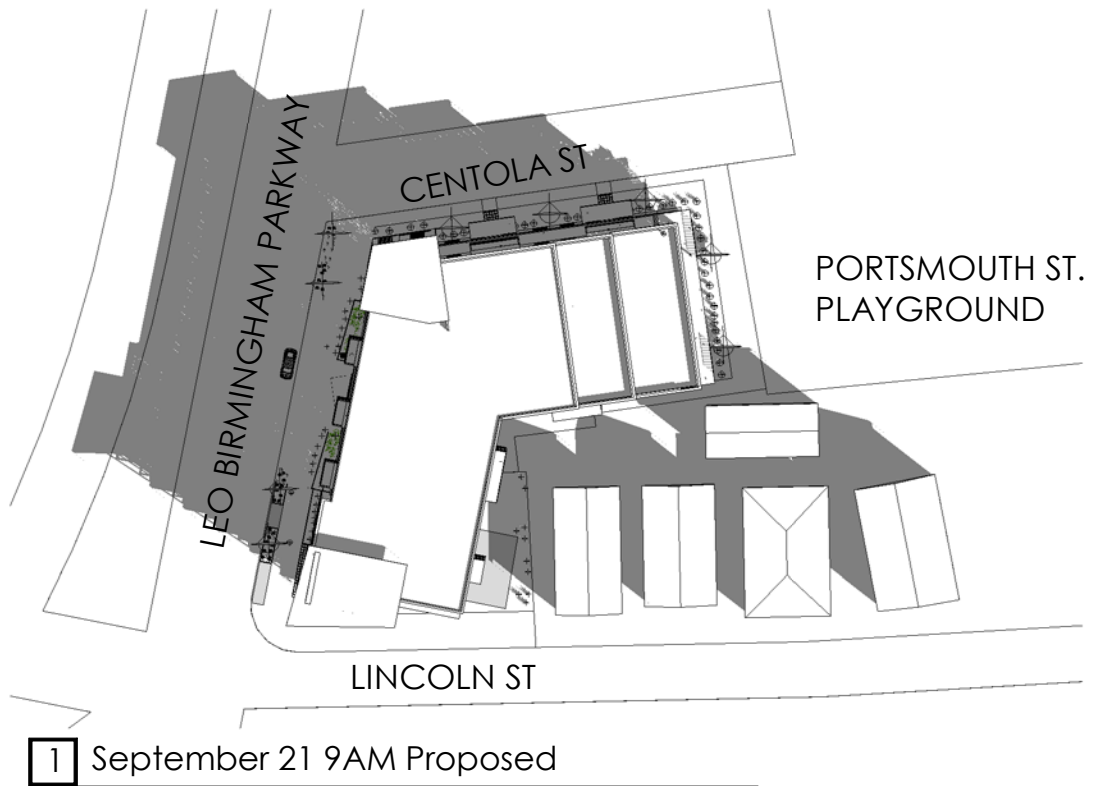 LEO BIRMINGHAM PARKWAY
CENTOLA ST
PORTSMOUTH ST.
PLAYGROUND
LINCOLN ST
1 September 21 9AM Proposed